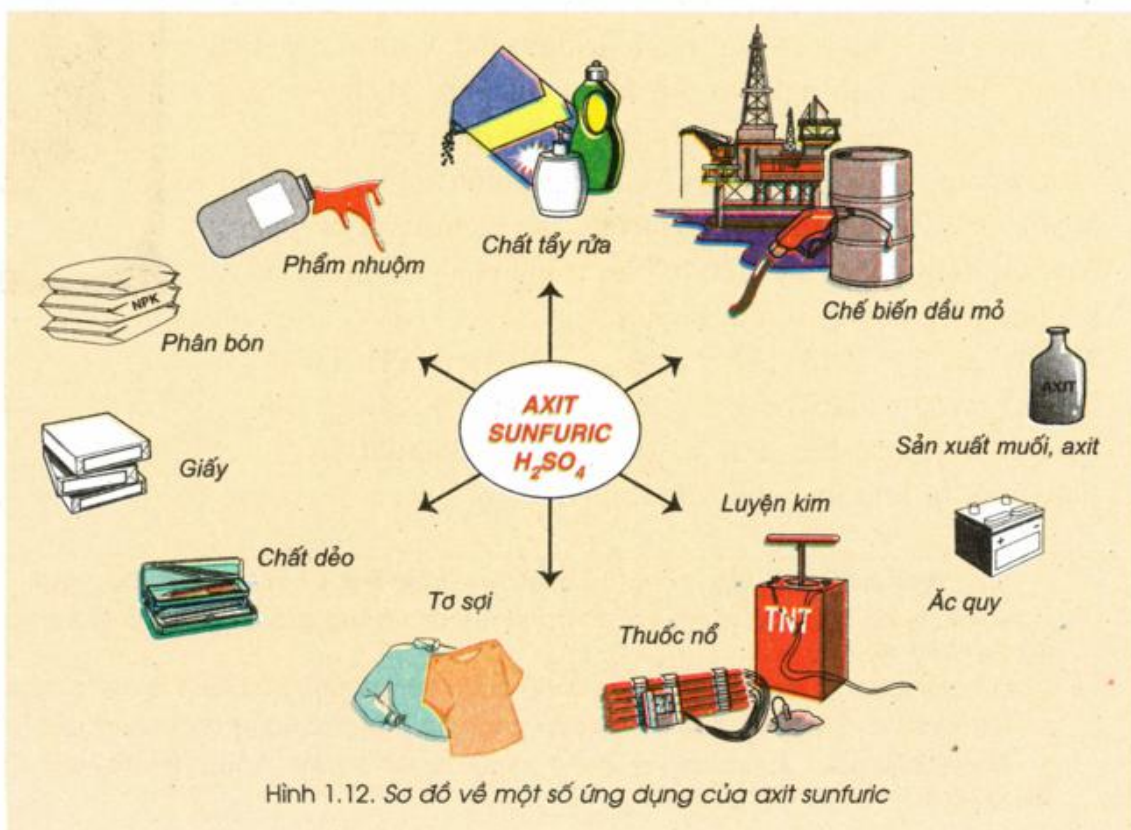 Chất tẩy rửa
Phẩm nhuộm
Chế biến dầu mỏ
NPK
Phân bón
AXIT
SUNFURIC
H₂SO₄
AXIT
Sản xuất muối, axit
Giấy
Luyện kim
Chất dẻo
Tơ sợi
Ắc quy
TNT
Thuốc nổ
Hình 1.12. Sơ đồ về một số ứng dụng của axit sunfuric